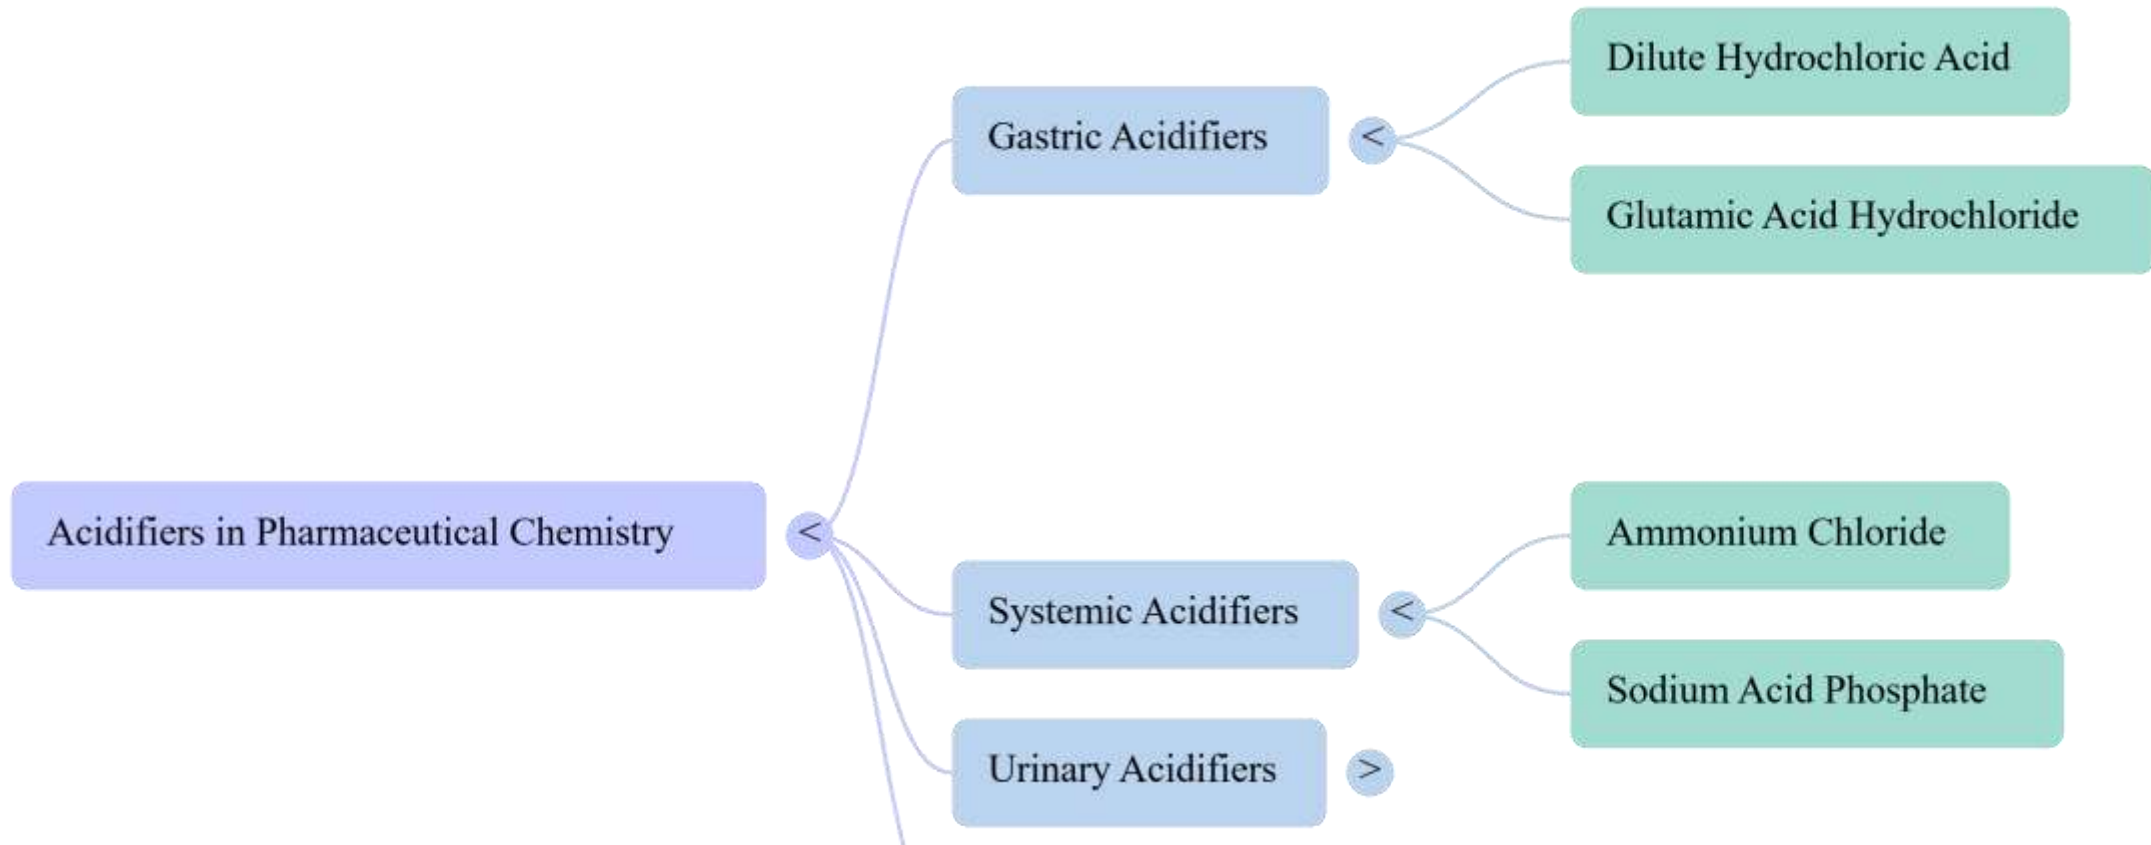 Acidifiers in Pharmaceutical Chemistry
<
Gastric Acidifiers
<
Dilute Hydrochloric Acid
Glutamic Acid Hydrochloride
Systemic Acidifiers
<
Ammonium Chloride
Sodium Acid Phosphate
Urinary Acidifiers
>